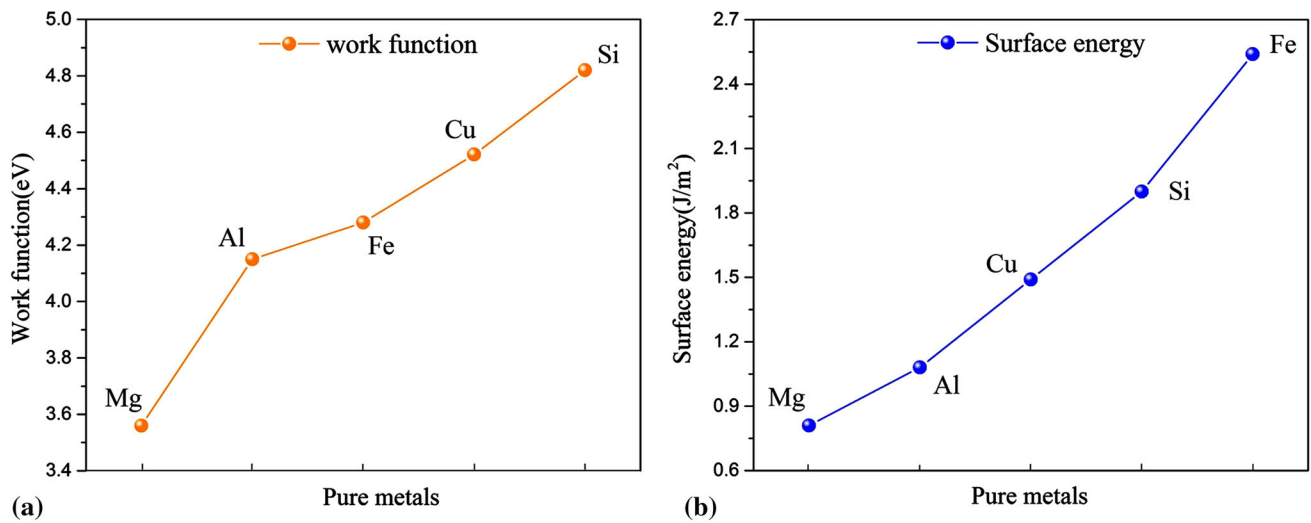 5.0
4.8
4.6
4.4
4.2
4.0
3.8
3.6
3.4
Work function(eV)
work function
Mg
Al
Fe
Cu
Si
Pure metals
(a)
2.7
2.4
2.1
1.8
1.5
1.2
0.9
0.6
Surface energy(J/m²)
Surface energy
Mg
Al
Cu
Si
Fe
Pure metals
(b)